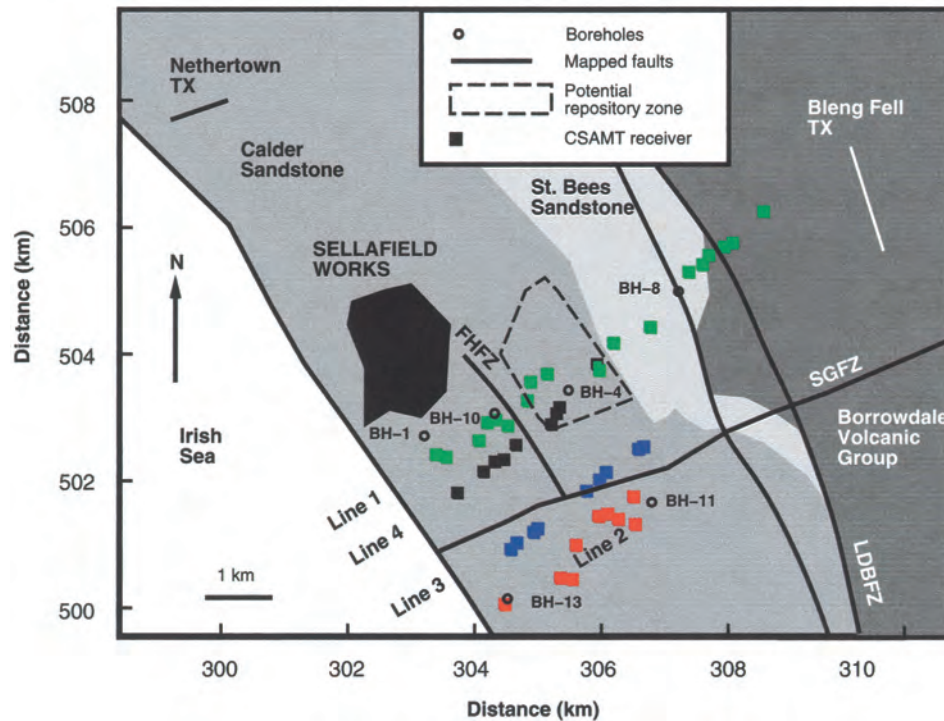 Boreholes
Mapped faults
Potential
repository zone
CSAMT receiver
Nethertown
TX
Bleng Fell
TX
Calder
Sandstone
St. Bees
Sandstone
SELLAFIELD
WORKS
N
BH–8
FHFZ
BH–4
SGFZ
BH–10
BH–1
Borrowdale
Volcanic
Group
Irish
Sea
BH–11
Line 1
Line 4
Line 2
Line 3
LDBFZ
1 km
BH–13
508
506
504
502
500
Distance (km)
300
302
304
306
308
310
Distance (km)